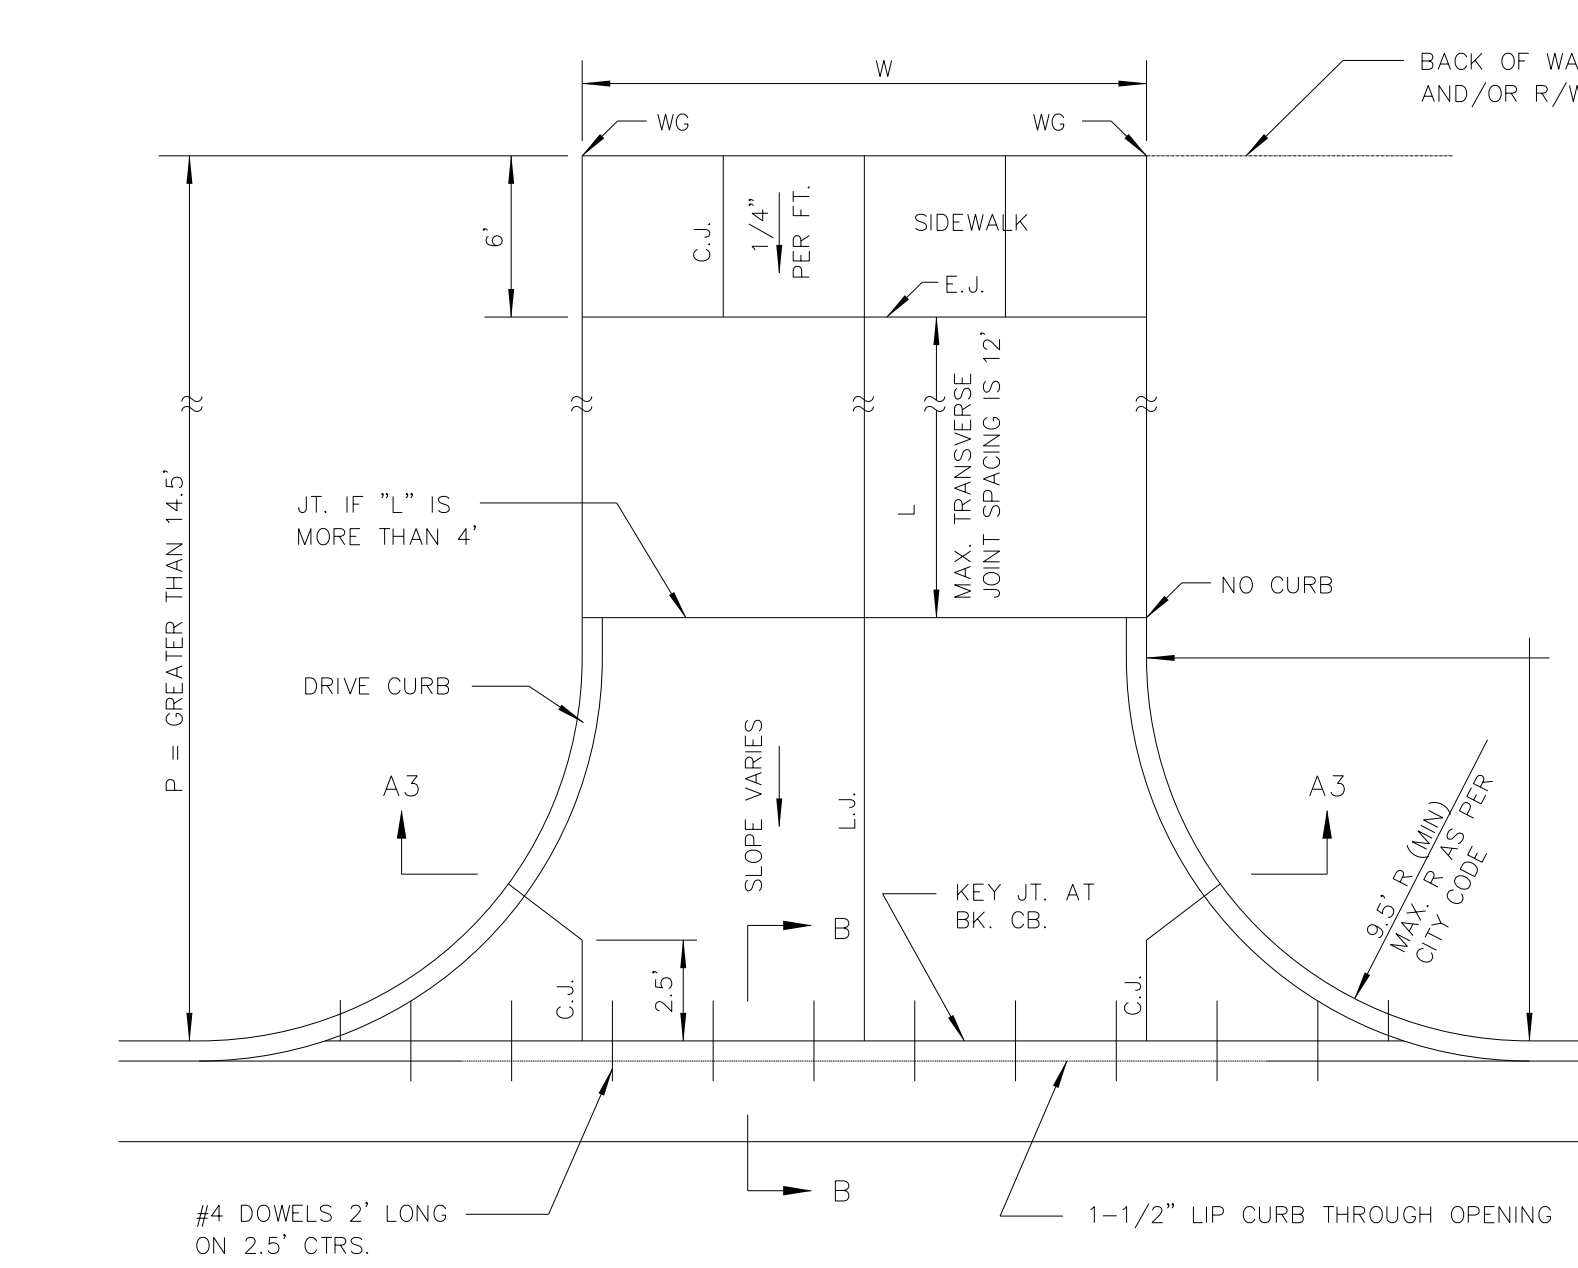 W
BACK OF
AND/OR
WG
WG
6'
C.J.
1/4"
PER FT.
SIDEWALK
E.J.
MAX. TRANSVERSE
JOINT SPACING IS 12'
L
P = GREATER THAN 14.5'
JT. IF "L" IS
MORE THAN 4'
NO CURB
DRIVE CURB
SLOPE VARIES
A3
A3
L.J.
9.5' R (MIN)
MAX. R AS PER
CITY CODE
KEY JT. AT
BK. CB.
B
C.J.
2.5'
C.J.
B
#4 DOWELS 2' LONG
ON 2.5' CTRS.
1-1/2" LIP CURB THROUGH OPENING